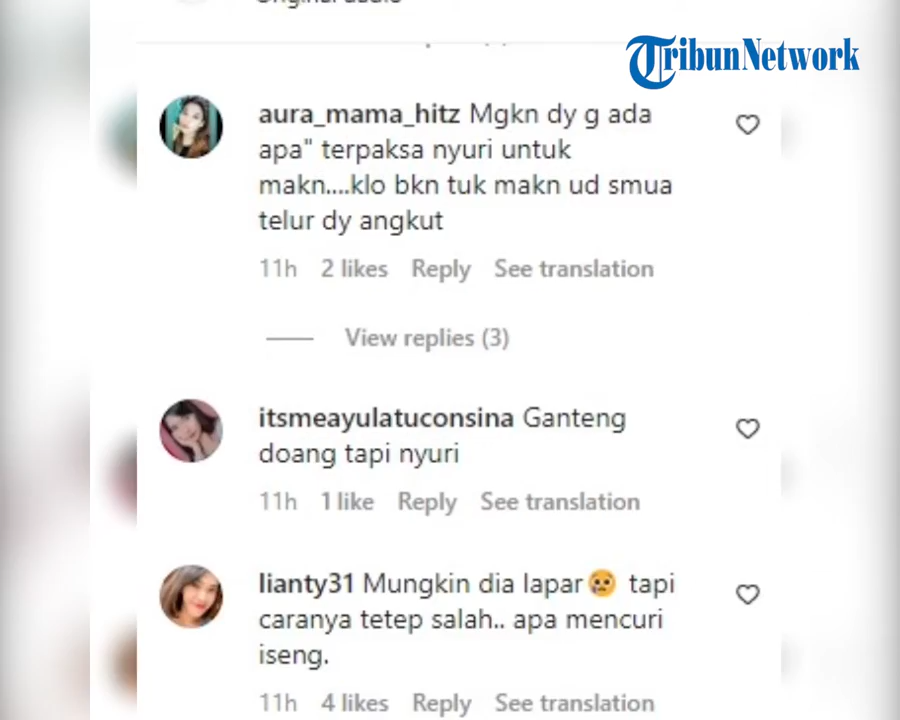 Original audio
TribunNetwork
aura_mama_hitz Mgkn dy g ada
apa" terpaksa nyuri untuk
makn....klo bkn tuk makn ud smua
telur dy angkut
11h 2 likes Reply See translation
View replies (3)
itsmeayulatuconsina Ganteng
doang tapi nyuri
11h 1 like Reply See translation
lianty31 Mungkin dia lapar😢 tapi
caranya tetep salah.. apa mencuri
iseng.
11h 4 likes Reply See translation